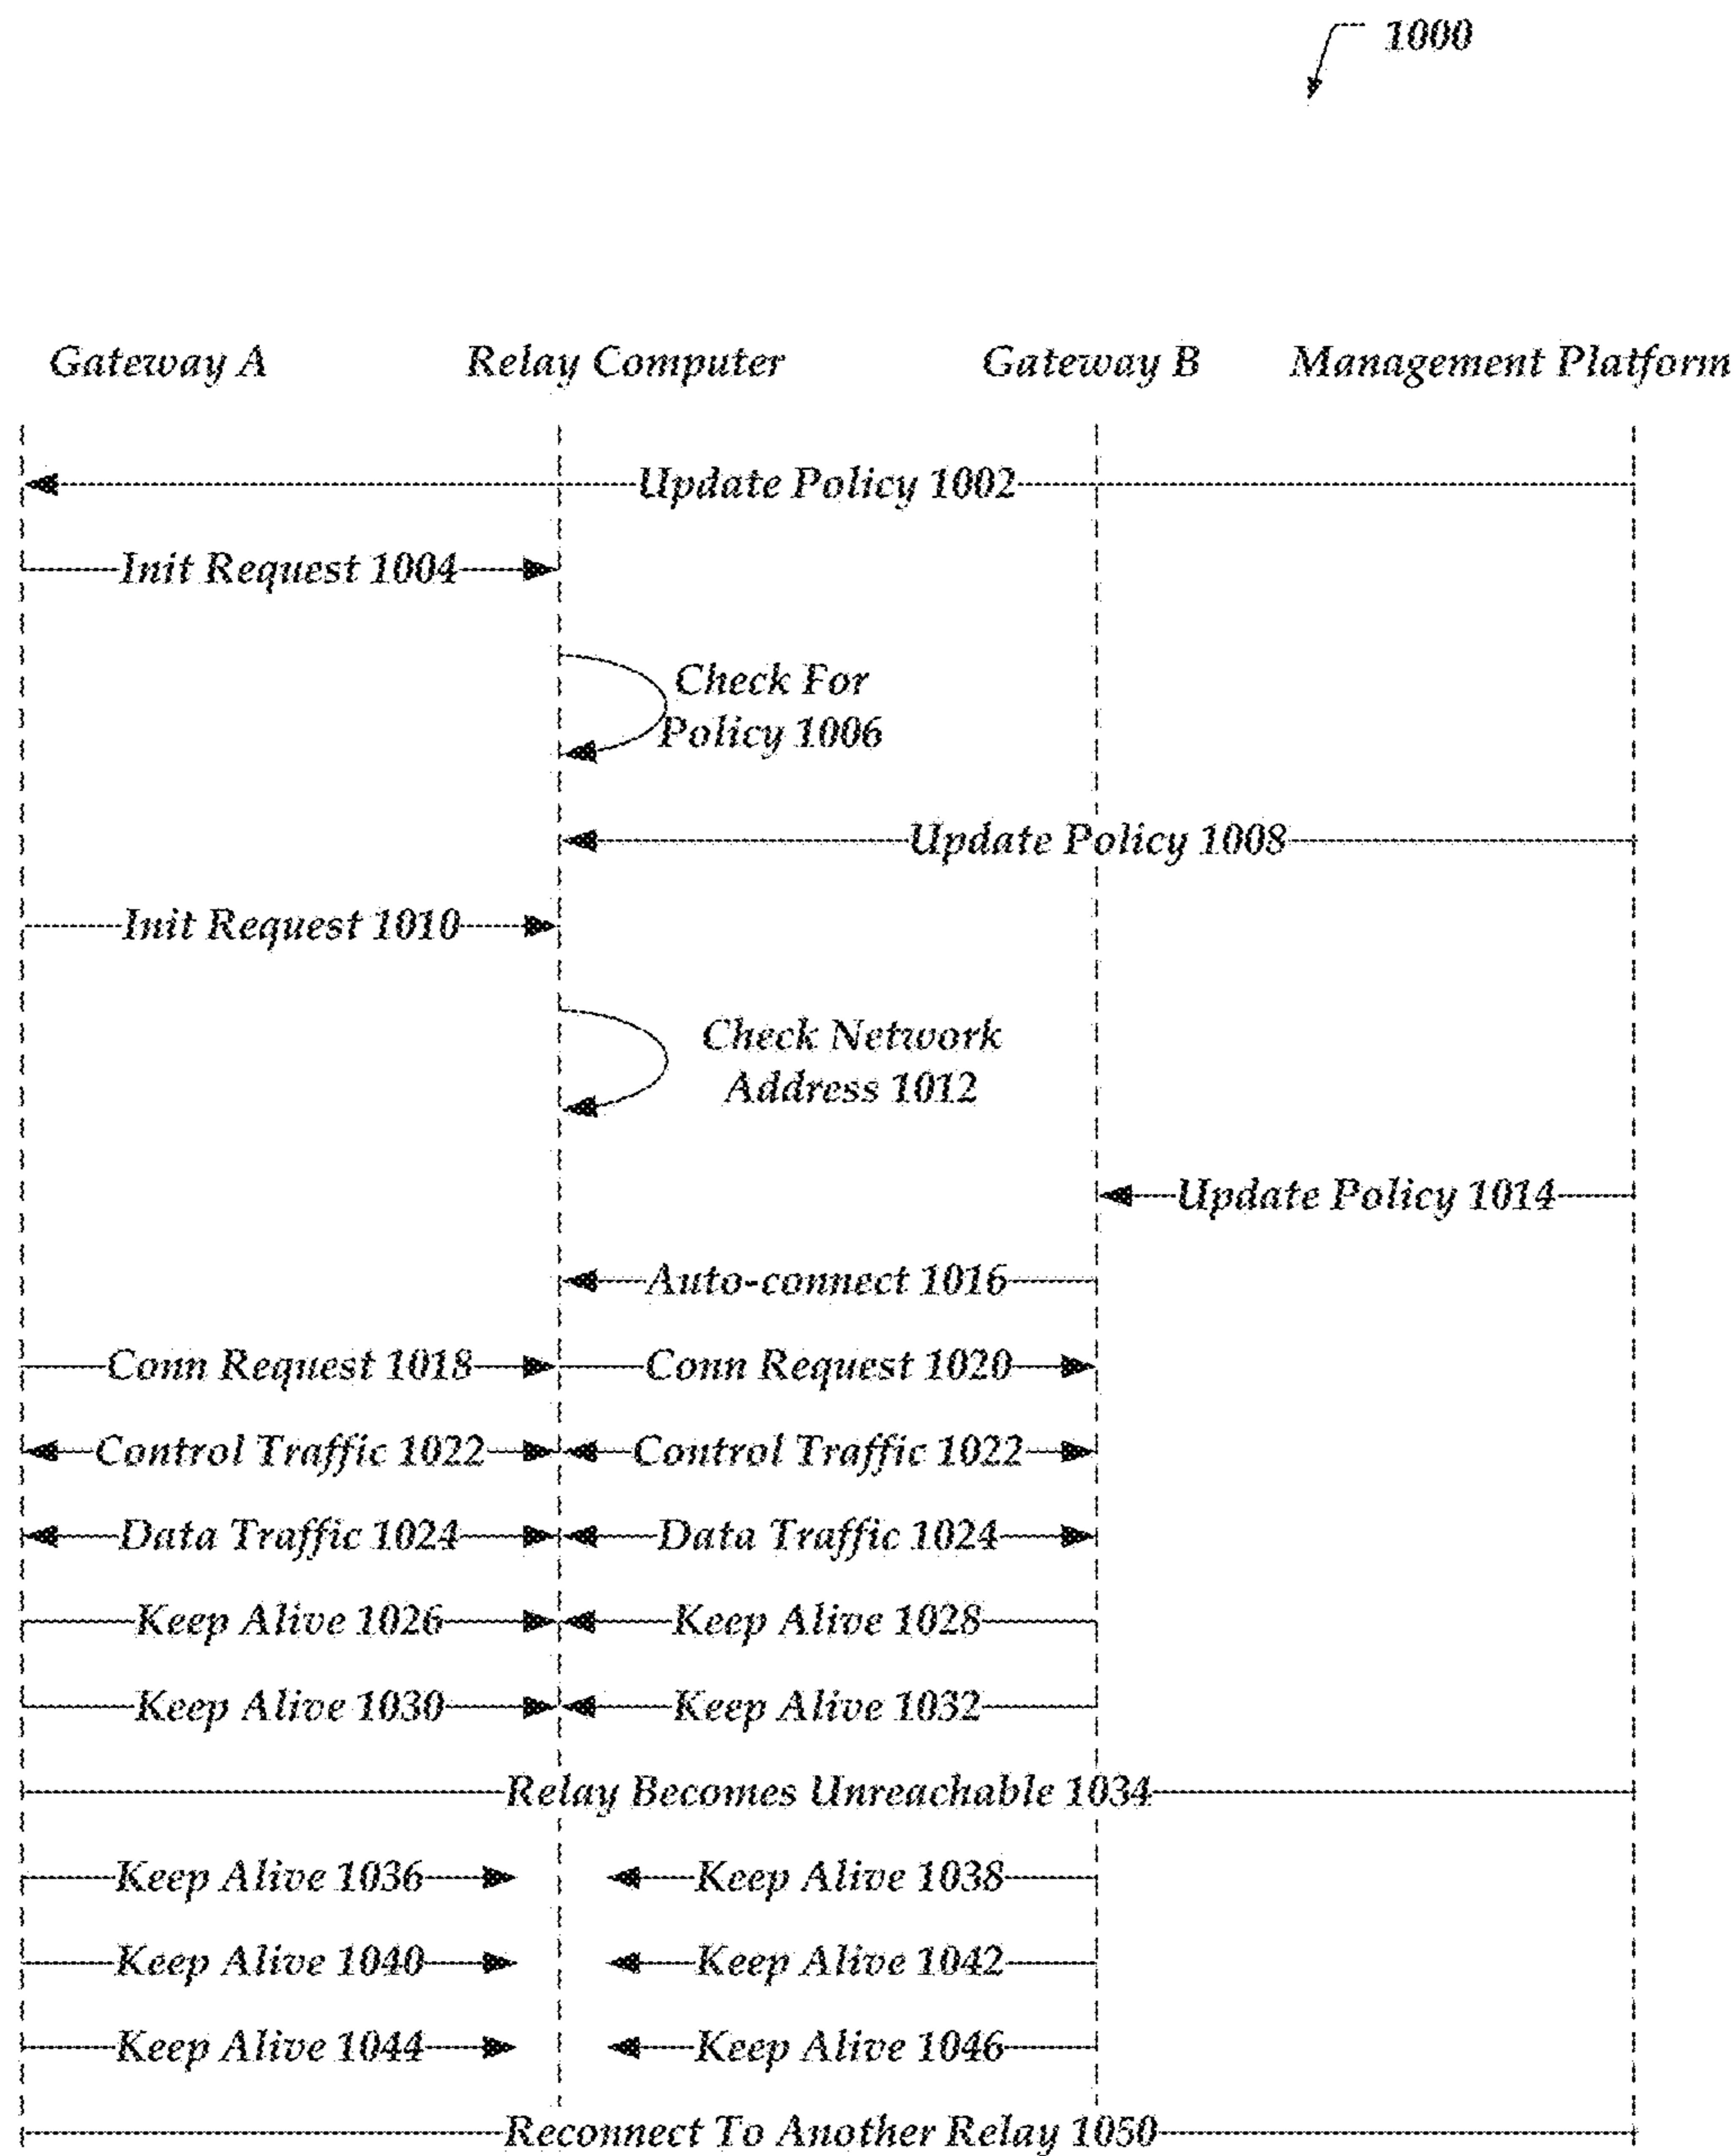 1000
Gateway A Relay Computer Gateway B Management Platform
Update Policy 1002
Init Request 1004
Check For
Policy 1006
Update Policy 1008
Init Request 1010
Check Network
Address 1012
Update Policy 1014
Auto-connect 1016
Conn Request 1018 Conn Request 1020
Control Traffic 1022 Control Traffic 1022
Data Traffic 1024 Data Traffic 1024
Keep Alive 1026 Keep Alive 1028
Keep Alive 1030 Keep Alive 1032
Relay Becomes Unreachable 1034
Keep Alive 1036 Keep Alive 1038
Keep Alive 1040 Keep Alive 1042
Keep Alive 1044 Keep Alive 1046
Reconnect To Another Relay 1050